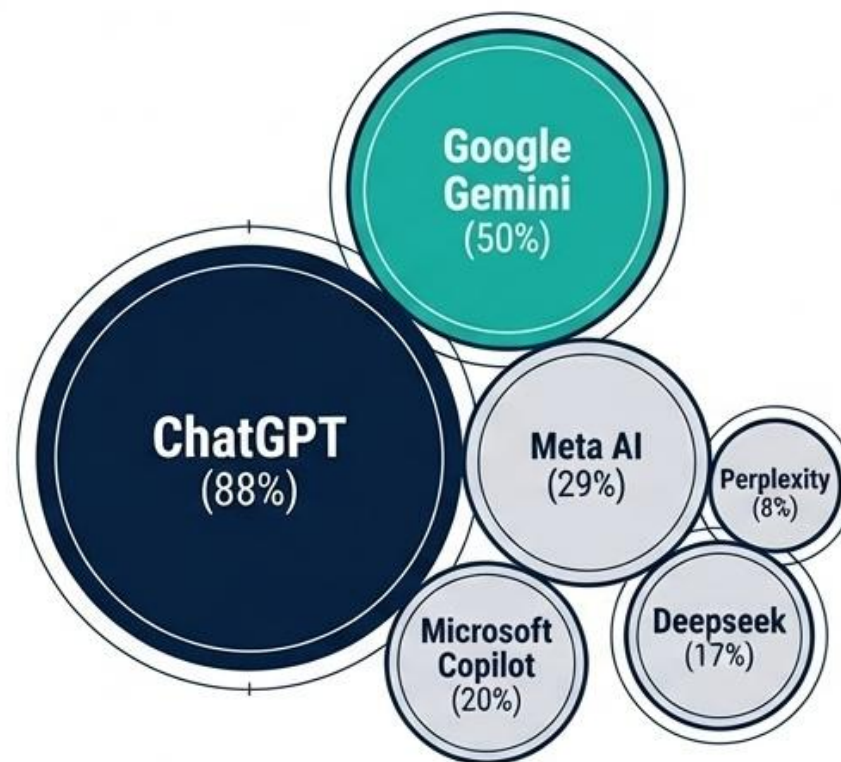 Google
Gemini
(50%)
ChatGPT
(88%)
Meta AI
(29%)
Perplexity
(8%)
Microsoft
Copilot
(20%)
Deepseek
(17%)